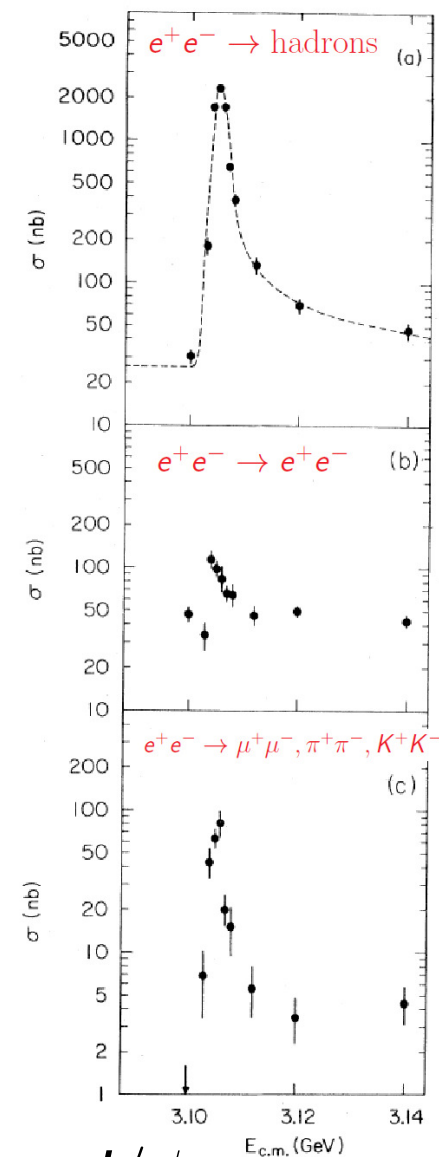 5000
e⁺e⁻ → hadrons
(a)
2000
1000
500
σ (nb)
200
100
50
20
10
e⁺e⁻ → e⁺e⁻
(b)
500
200
σ (nb)
100
50
20
10
e⁺e⁻ → μ⁺μ⁻, π⁺π⁻, K⁺K⁻
200
(c)
100
50
σ (nb)
20
10
5
2
1
3.10 3.12 3.14
E c.m. (GeV)